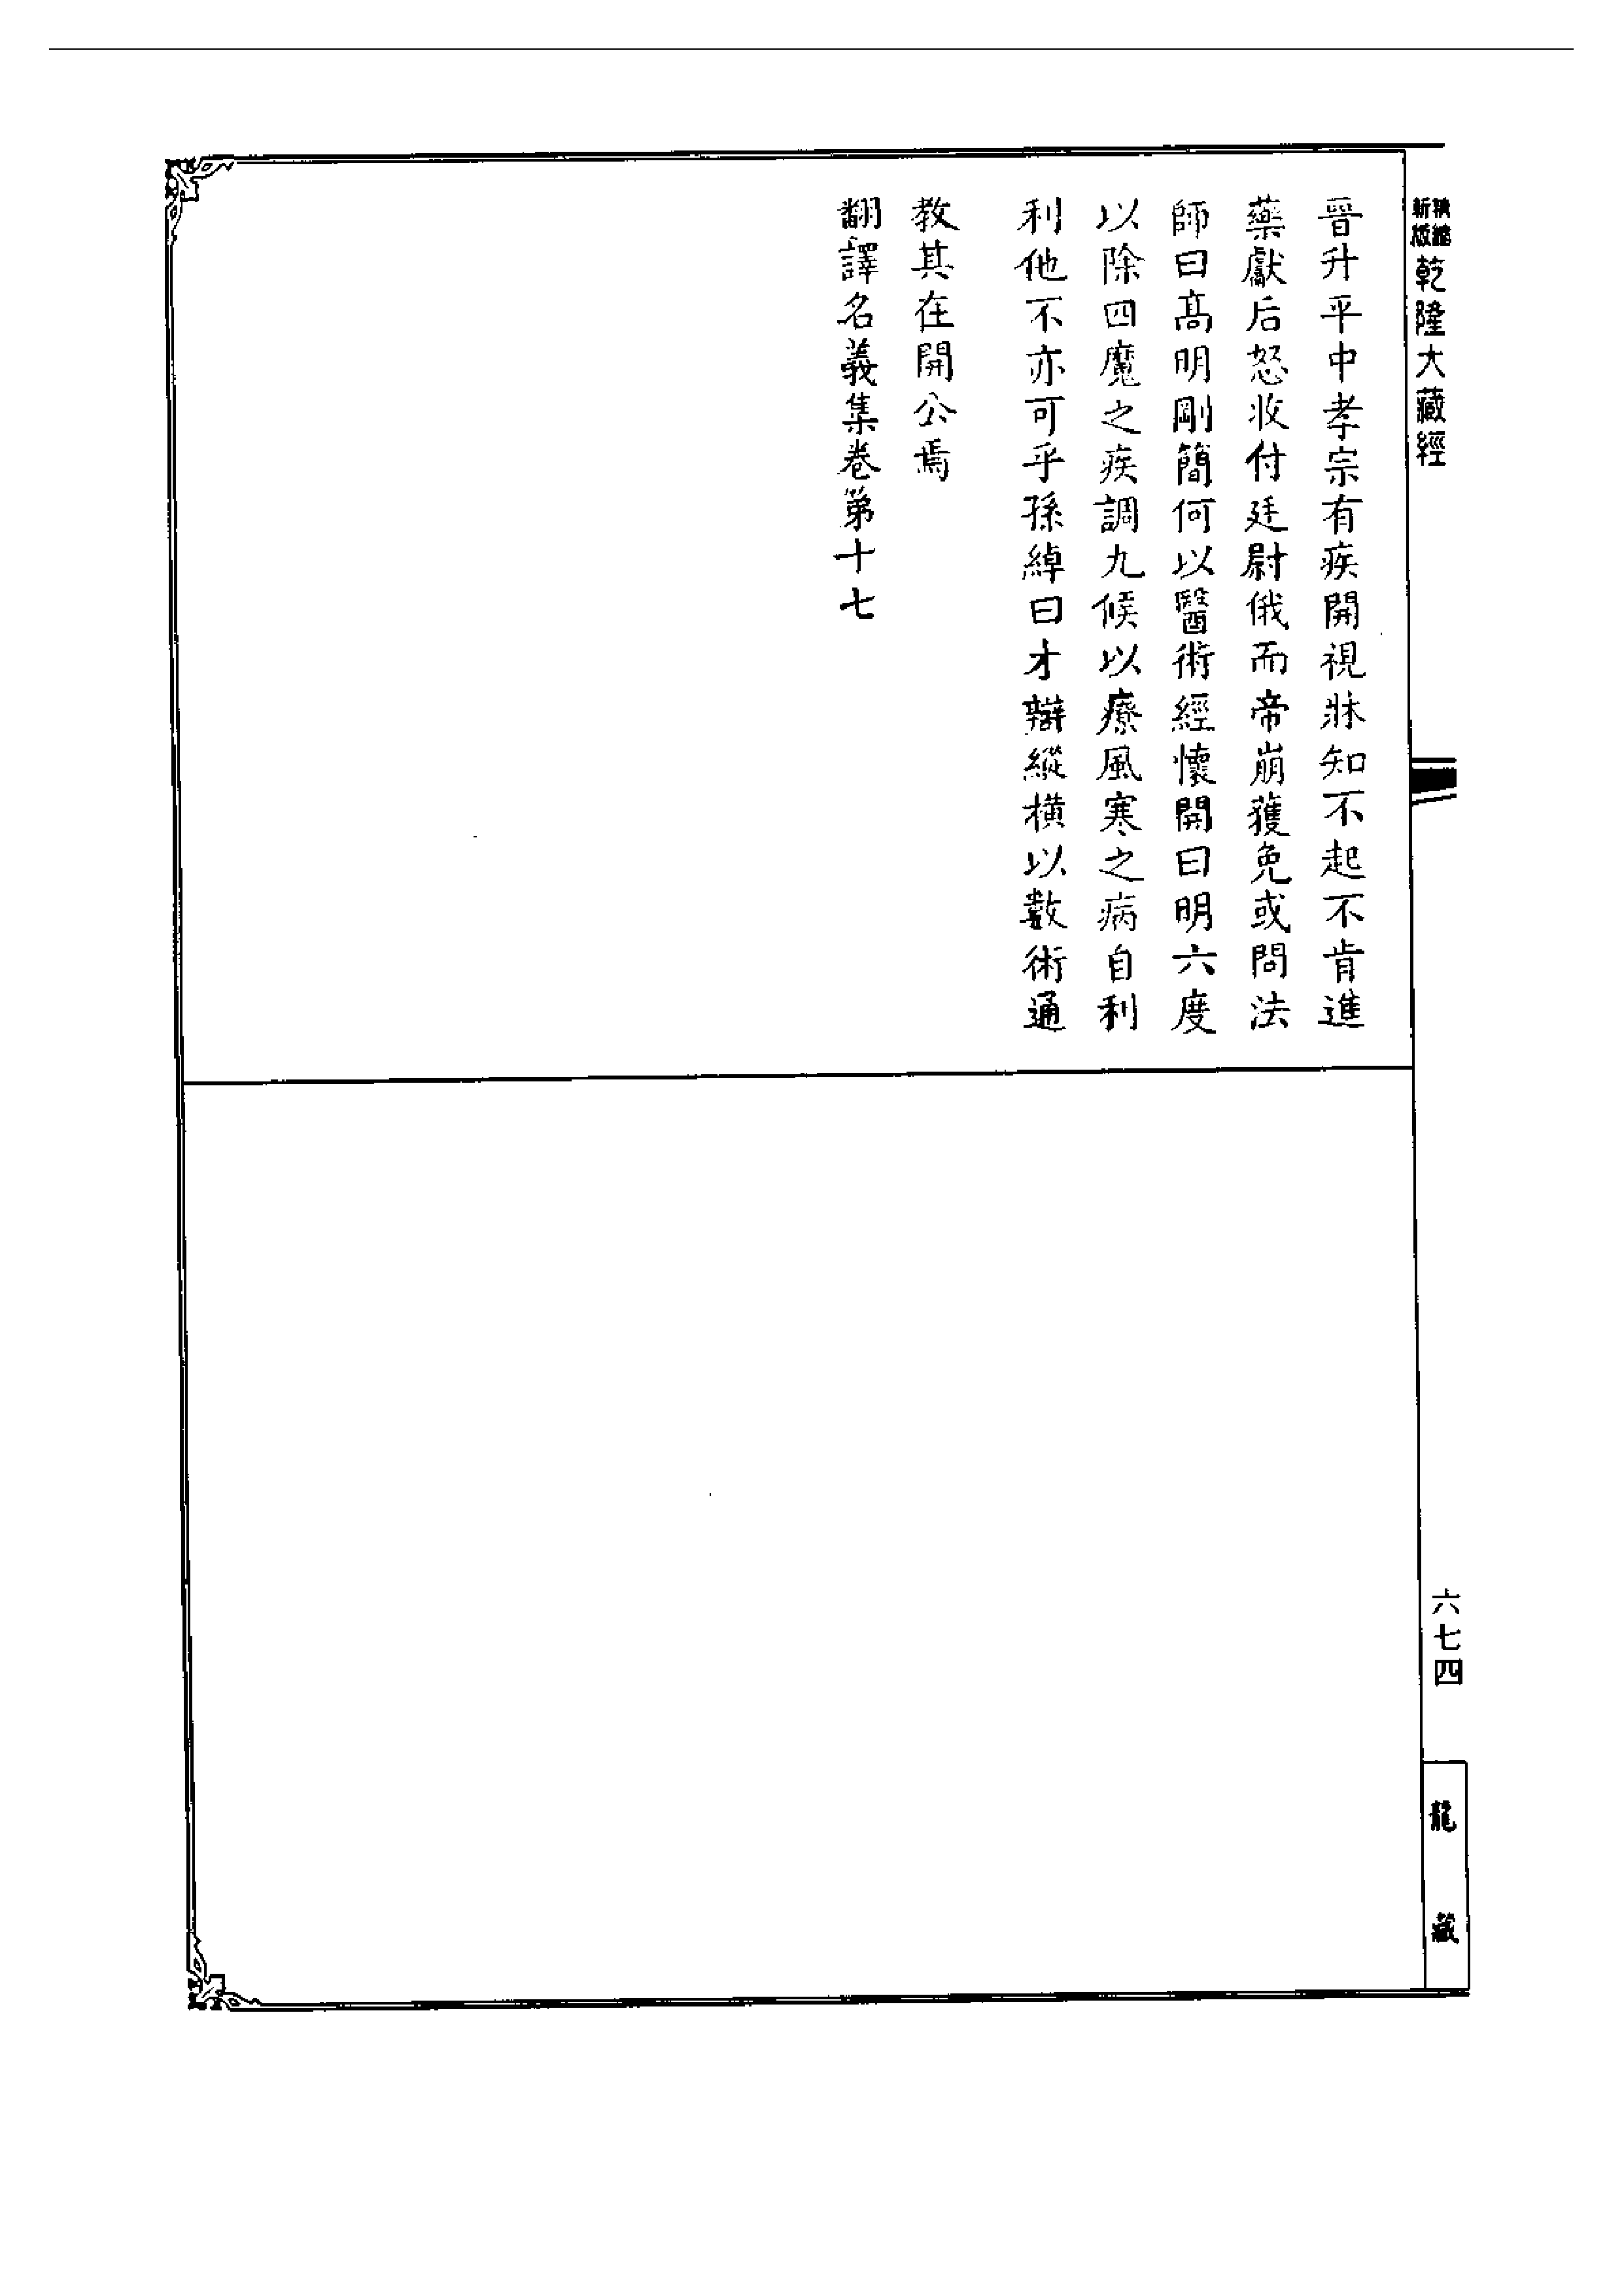 新版精縮乾隆大藏經
晉升平中孝宗有疾開視牀知不起不肯進
藥獻后怒收付廷尉俄而帝崩獲免或問法
師曰高明剛簡何以醫術經懷開曰明六度
以除四魔之疾調九候以療風寒之病自利
利他不亦可乎孫綽曰才辯縱橫以數術通
教其在開公焉
翻譯名義集卷第十七
六七四
龍藏